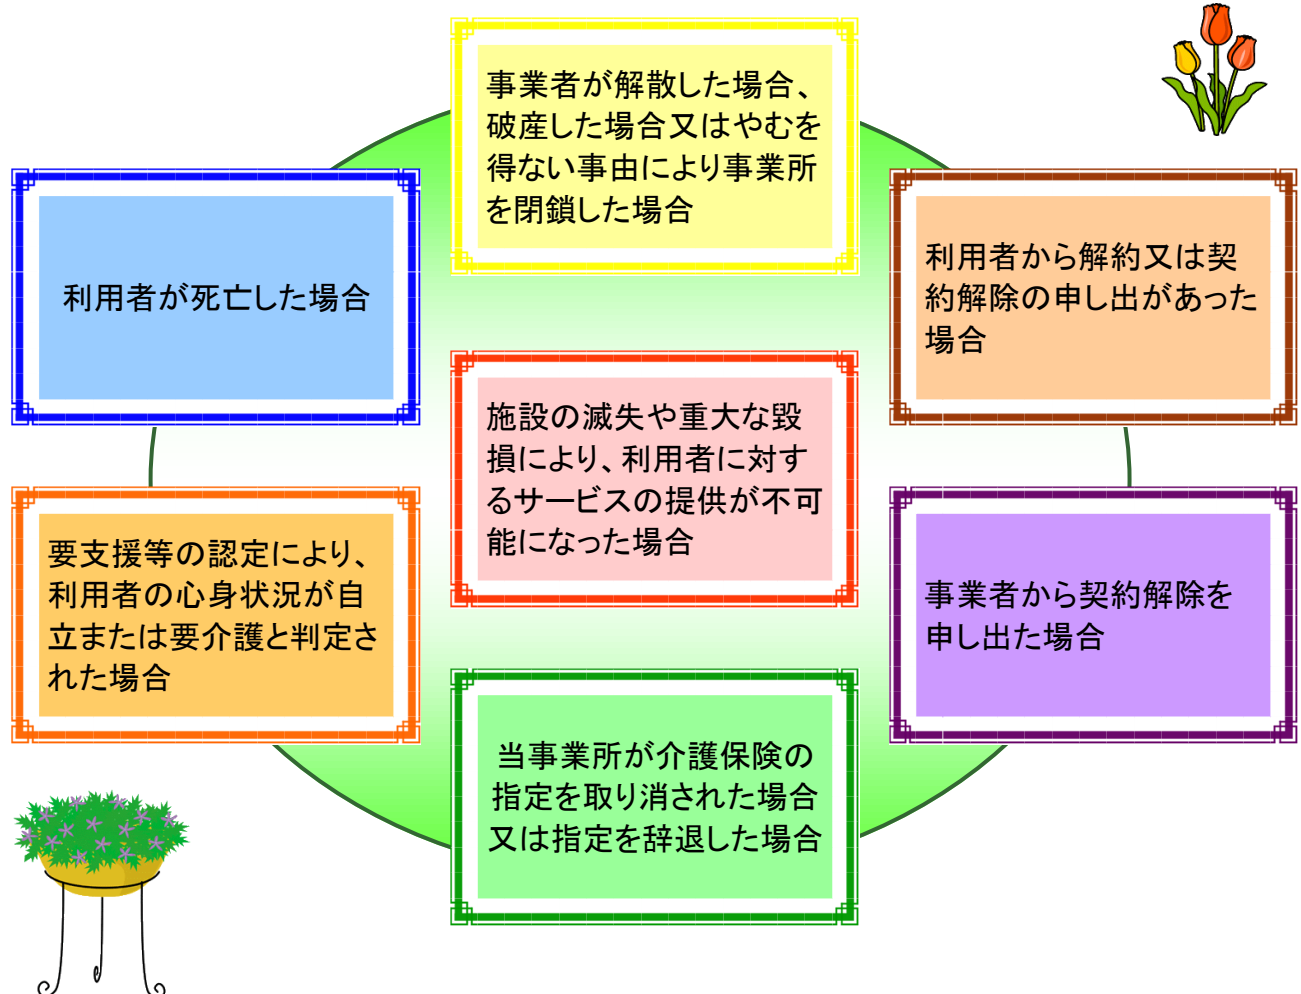 事業者が解散した場合、
破産した場合又はやむを
得ない事由により事業所
を閉鎖した場合
利用者が死亡した場合
利用者から解約又は契
約解除の申し出があった
場合
施設の滅失や重大な毀
損により、利用者に対す
るサービスの提供が不可
能になった場合
要支援等の認定により、
利用者の心身状況が自
立または要介護と判定さ
れた場合
事業者から契約解除を
申し出た場合
当事業所が介護保険の
指定を取り消された場合
又は指定を辞退した場合